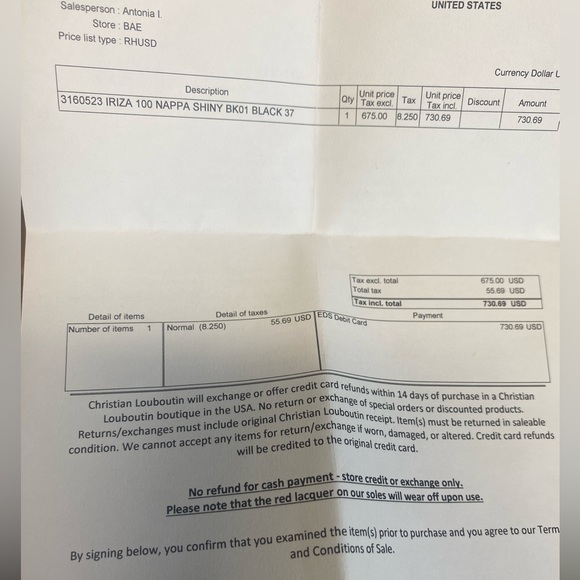 Salesperson : Antonia I.
Store : BAE
Price list type : RHUSD
UNITED STATES
Currency Dollar L
Description Qty Unit price Tax excl. Tax Unit price Tax incl. Discount Amount
3160523 IRIZA 100 NAPPA SHINY BK01 BLACK 37 1 675.00 8.250 730.69 730.69
Tax excl. total 675.00 USD
Total tax 55.69 USD
Tax incl. total 730.69 USD
Detail of items Detail of taxes Payment
Number of items 1 Normal (8.250) 55.69 USD EDS Debit Card 730.69 USD
Christian Louboutin will exchange or offer credit card refunds within 14 days of purchase in a Christian
Louboutin boutique in the USA. No return or exchange of special orders or discounted products.
Returns/exchanges must include original Christian Louboutin receipt. Item(s) must be returned in saleable
condition. We cannot accept any items for return/exchange if worn, damaged, or altered. Credit card refunds
will be credited to the original credit card.
No refund for cash payment - store credit or exchange only.
Please note that the red lacquer on our soles will wear off upon use.
By signing below, you confirm that you examined the item(s) prior to purchase and you agree to our Term
and Conditions of Sale.